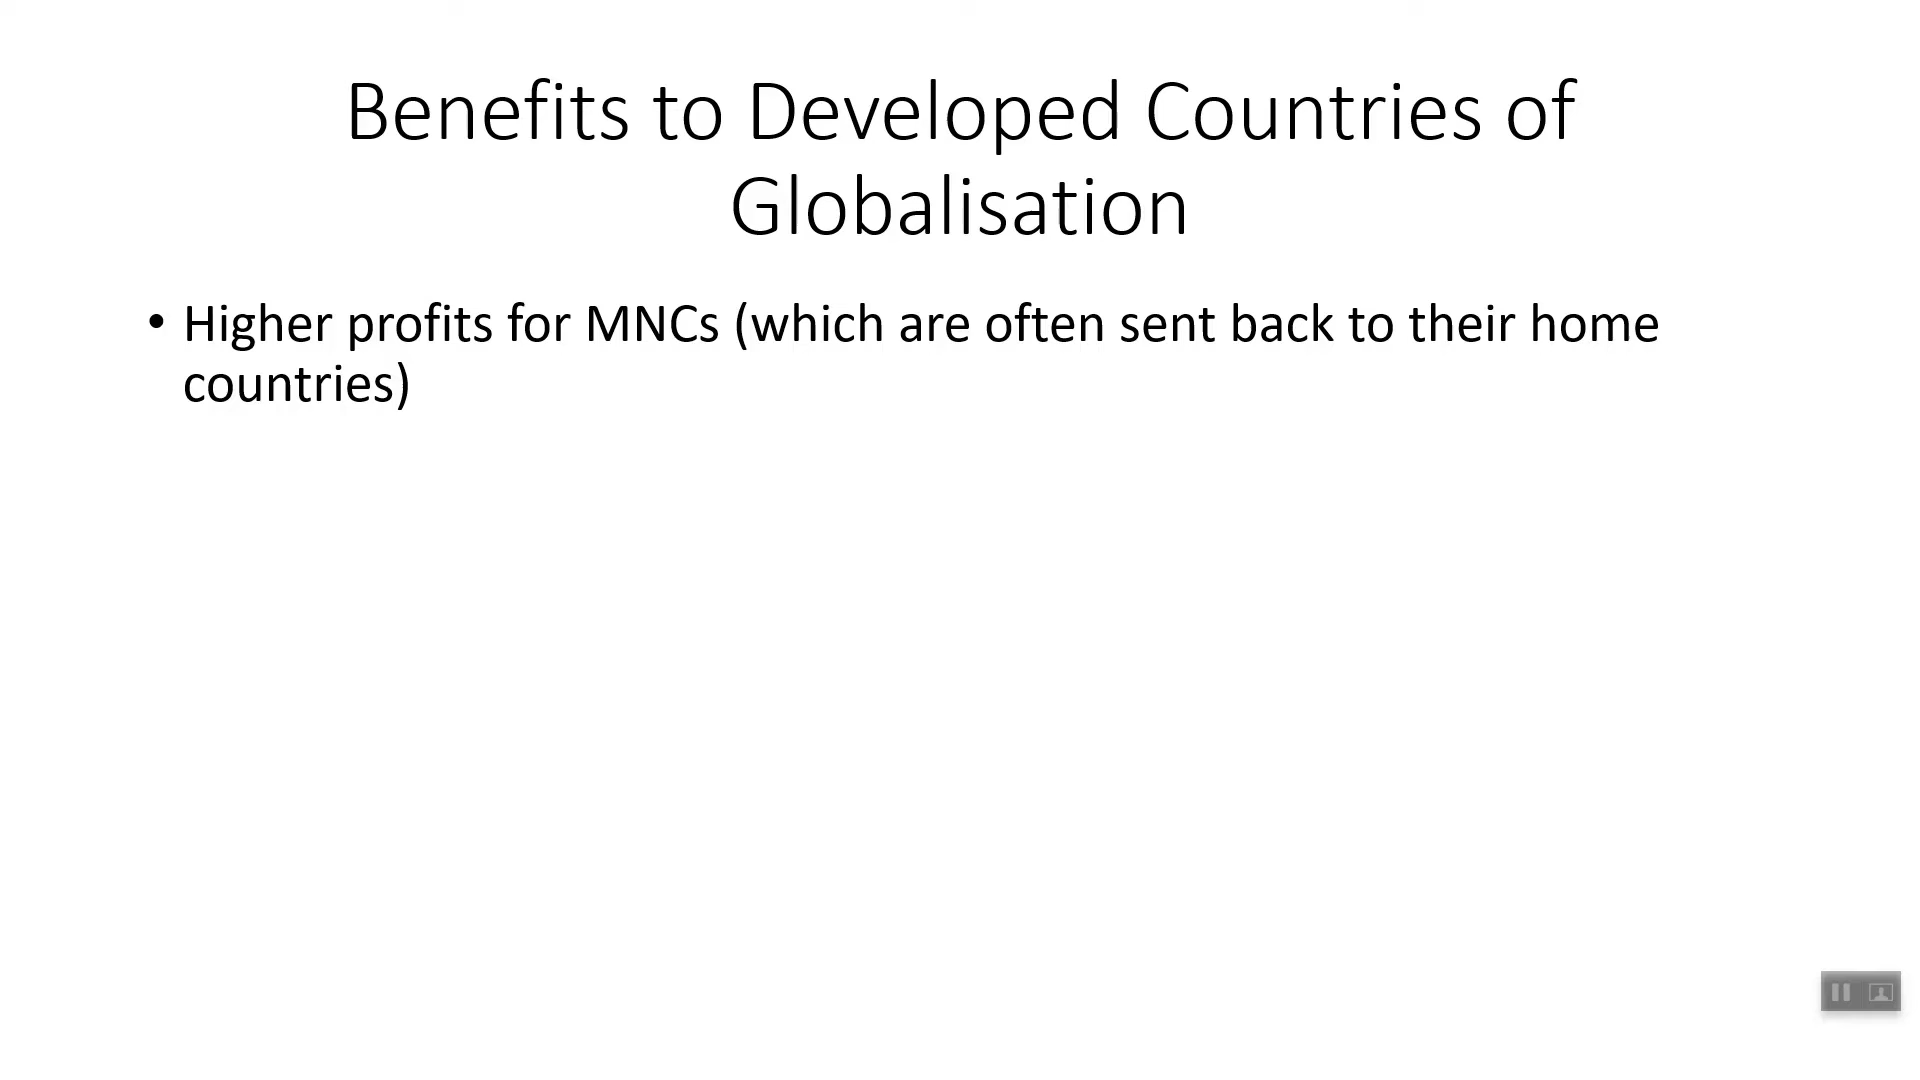 Benefits to Developed Countries of
Globalisation
• Higher profits for MNCs (which are often sent back to their home
countries)